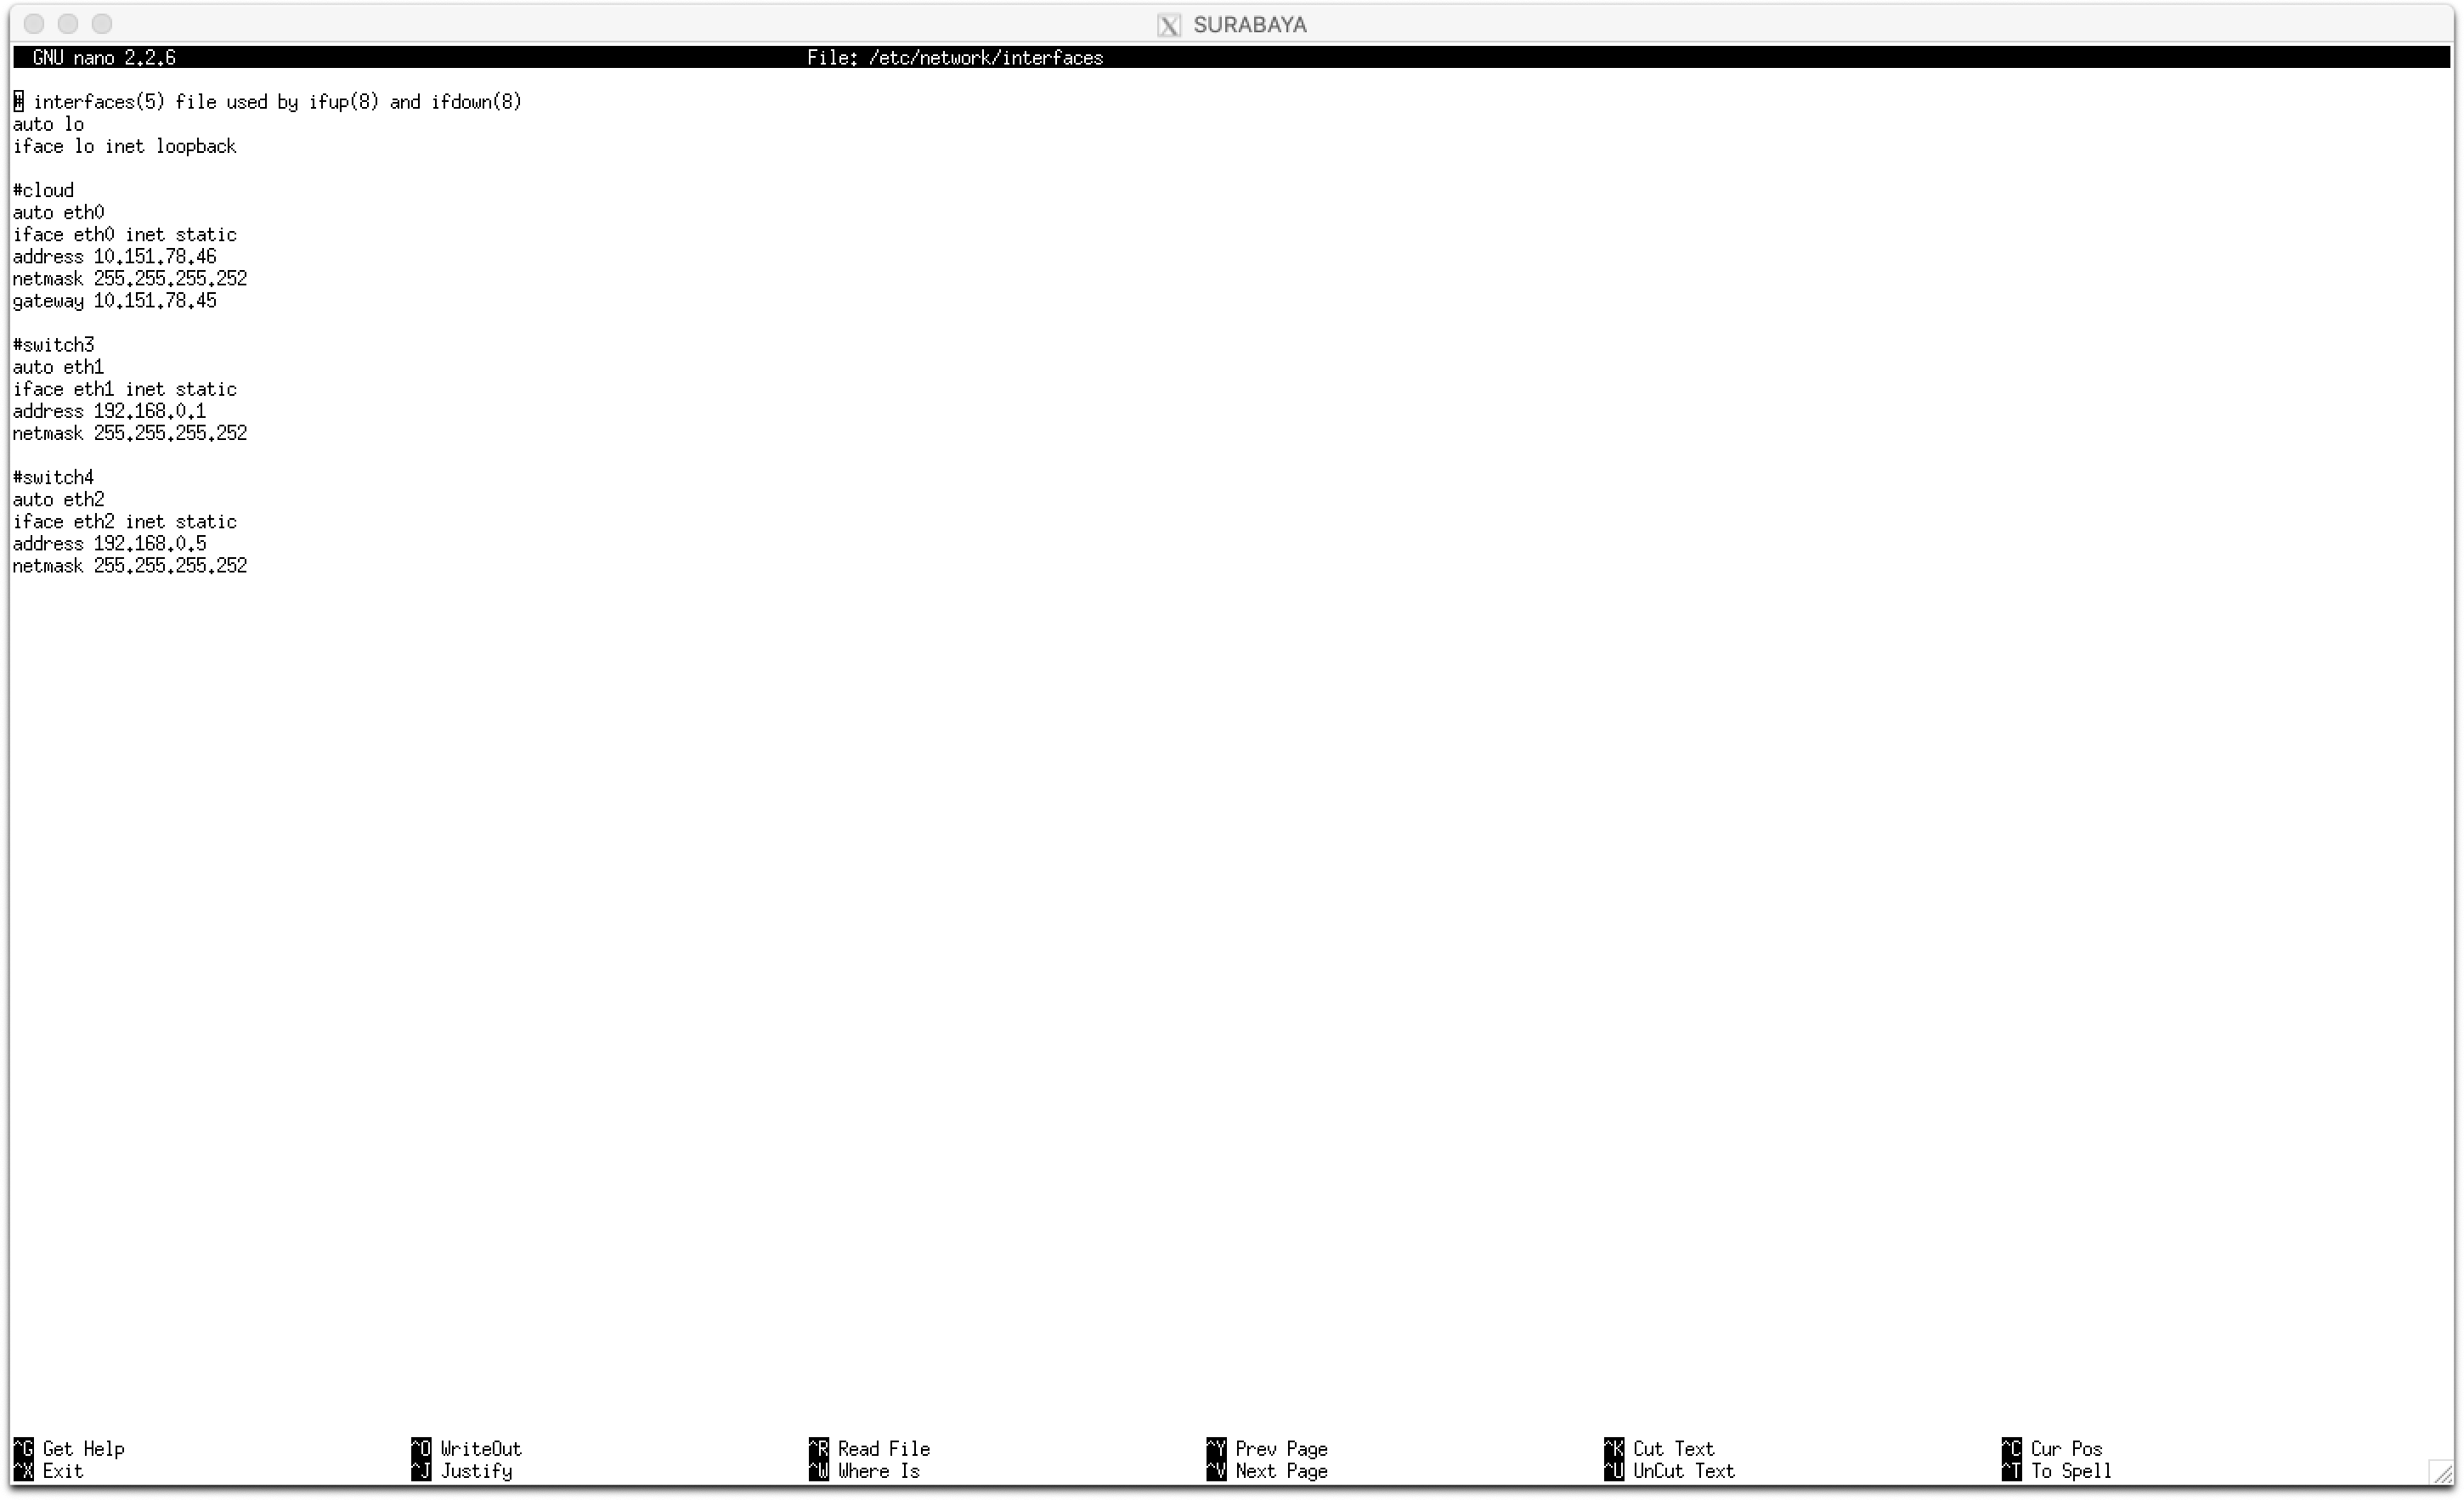 SURABAYA
GNU nano 2.2.6 File: /etc/network/interfaces
# interfaces(5) file used by ifup(8) and ifdown(8)
auto lo
iface lo inet loopback
#cloud
auto eth0
iface eth0 inet static
address 10.151.78.46
netmask 255.255.255.252
gateway 10.151.78.45
#switch3
auto eth1
iface eth1 inet static
address 192.168.0.1
netmask 255.255.255.252
#switch4
auto eth2
iface eth2 inet static
address 192.168.0.5
netmask 255.255.255.252
^G Get Help ^O WriteOut ^R Read File ^Y Prev Page ^K Cut Text ^C Cur Pos
^X Exit ^J Justify ^W Where Is ^V Next Page ^U UnCut Text ^T To Spell